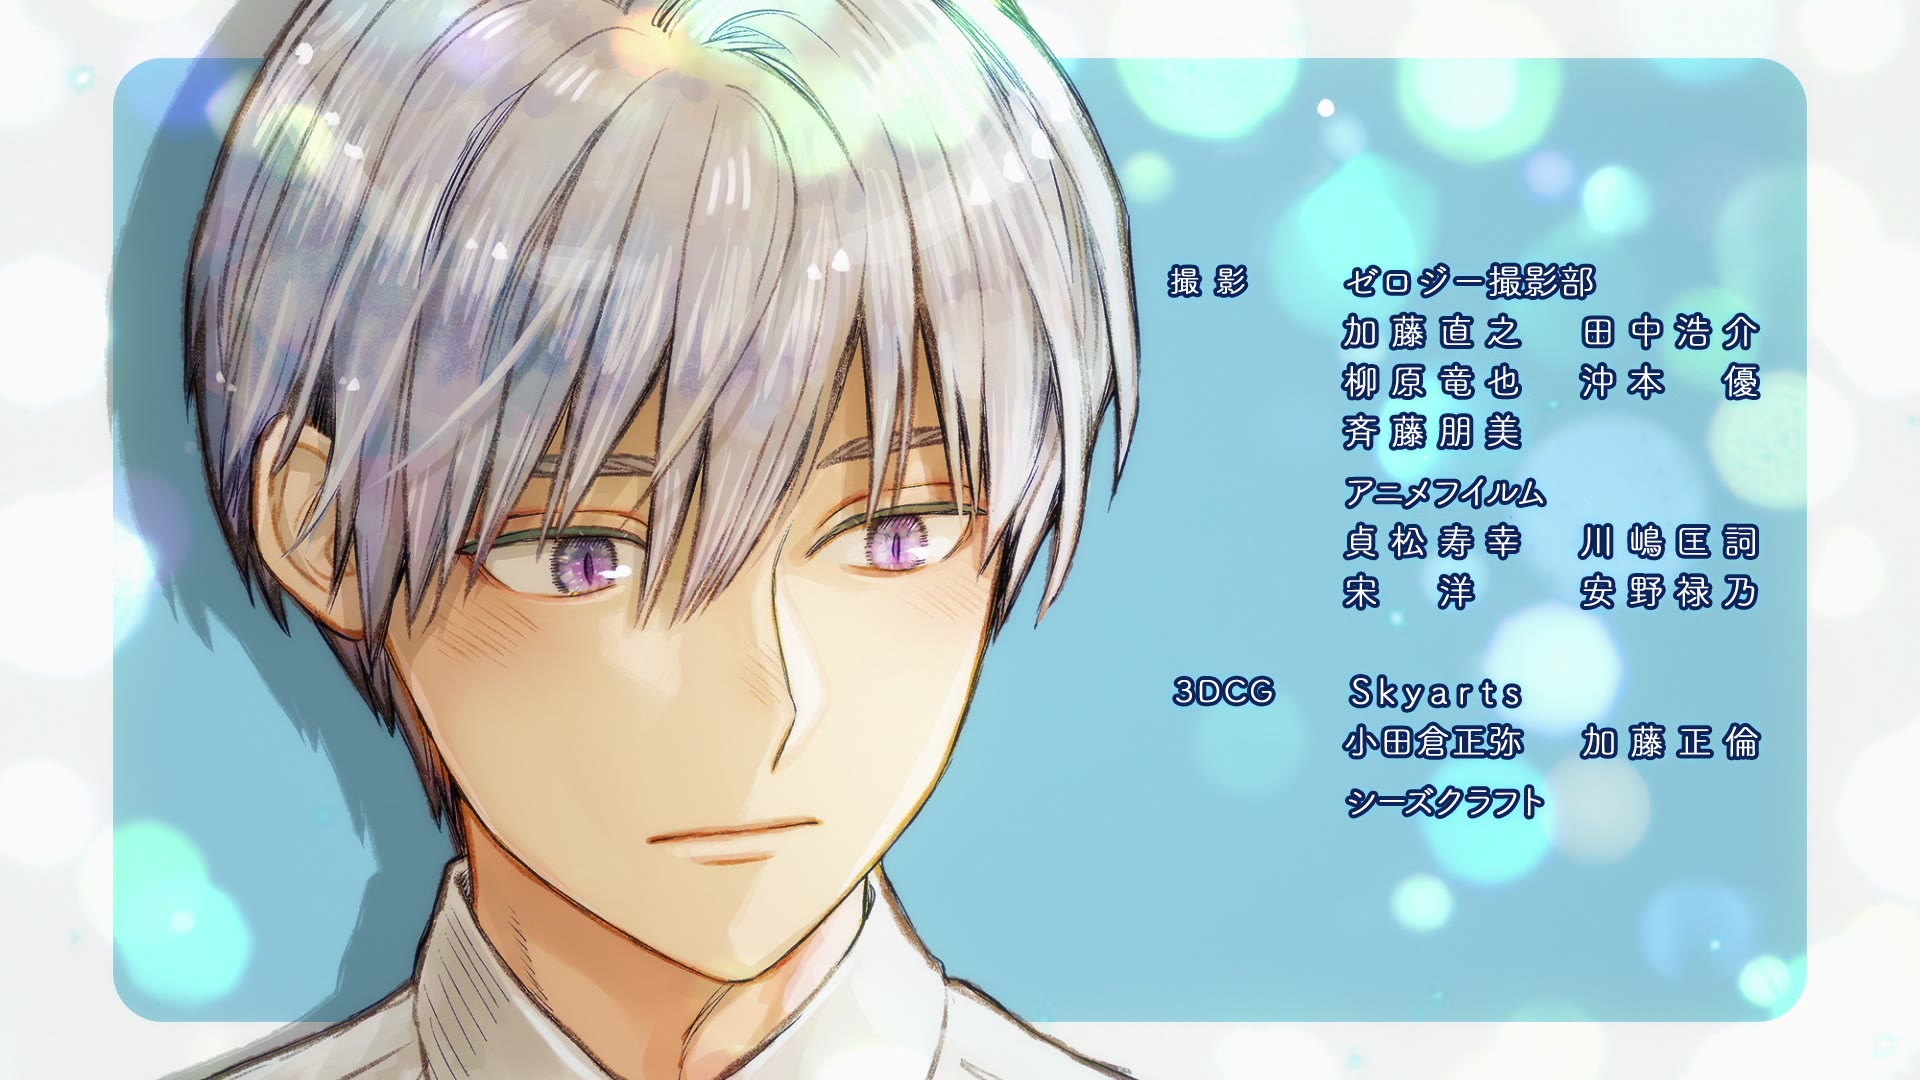 撮影 ゼロジー撮影部
加藤直之 田中浩介
柳原竜也 沖本優
斉藤朋美
アニメフイルム
貞松寿幸 川嶋匡詞
宋洋 安野禄乃
3DCG Skyarts
小田倉正弥 加藤正倫
シーズクラフト